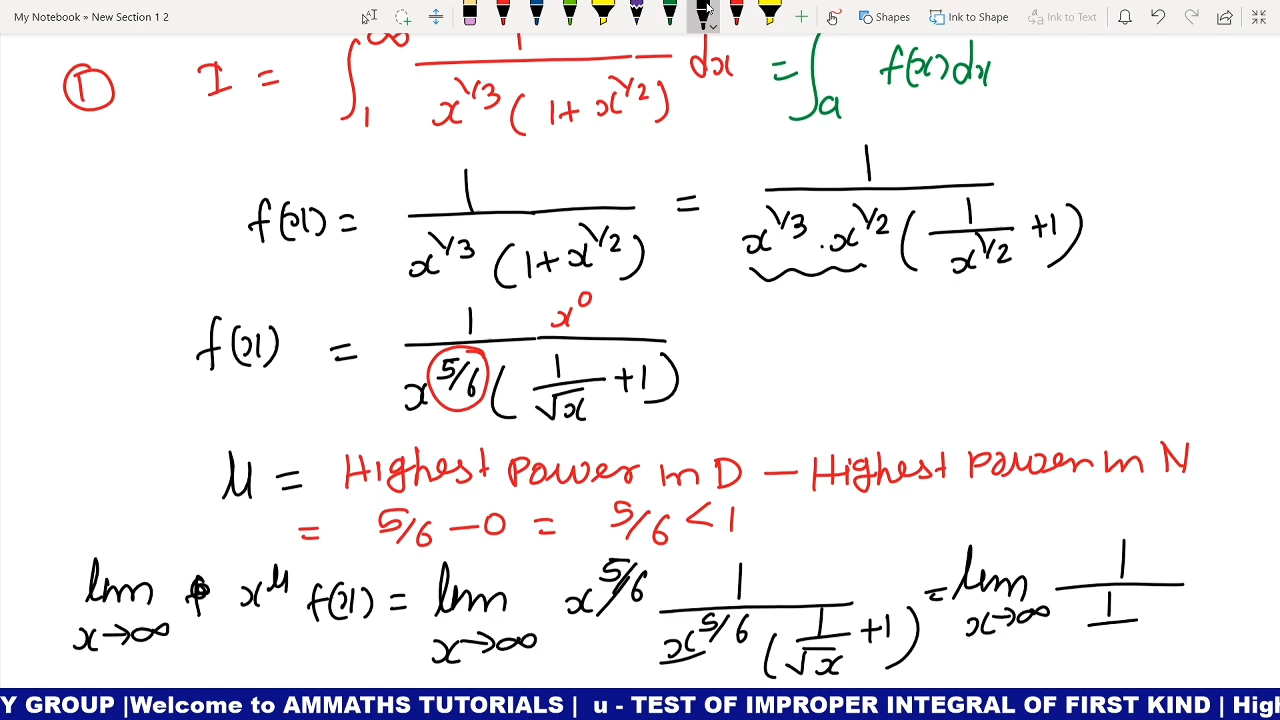 My Notebook » New Section 1 2
Shapes
Ink to Shape
Ink to Text
① I = ∫₁^∞ 1/(x^{1/3}(1+x^{1/2})) dx = ∫ₐ f(x)dx
f(x) = 1/(x^{1/3}(1+x^{1/2})) = 1/(x^{1/3}.x^{1/2}(1/x^{1/2} +1))
f(x) = 1 x^0/(x^{5/6}(1/√x +1))
μ = Highest Power in D – Highest power in N
= 5/6 – 0 = 5/6 < 1
lim x→∞ x^μ f(x) = lim x→∞ x^{5/6} 1/(x^{5/6}(1/√x +1)) = lim x→∞ 1/(1/
Y GROUP |Welcome to AMMATHS TUTORIALS | u - TEST OF IMPROPER INTEGRAL OF FIRST KIND | Higl